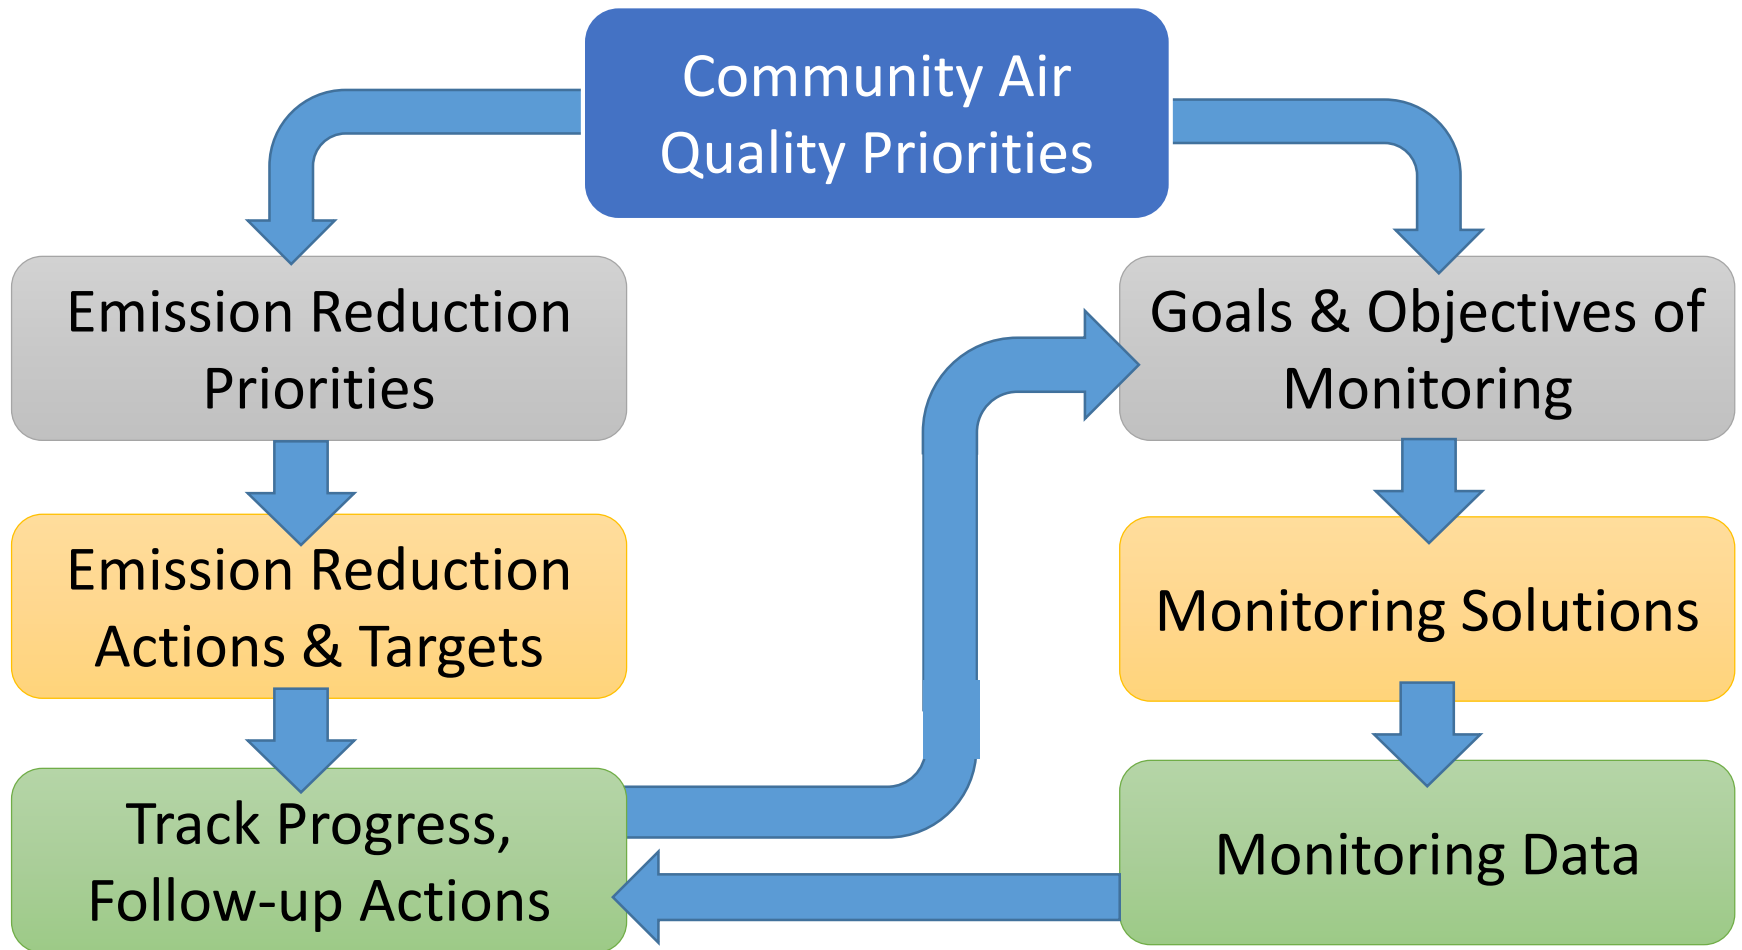 Community Air
Quality Priorities
Emission Reduction
Priorities
Goals & Objectives of
Monitoring
Emission Reduction
Actions & Targets
Monitoring Solutions
Track Progress,
Follow-up Actions
Monitoring Data